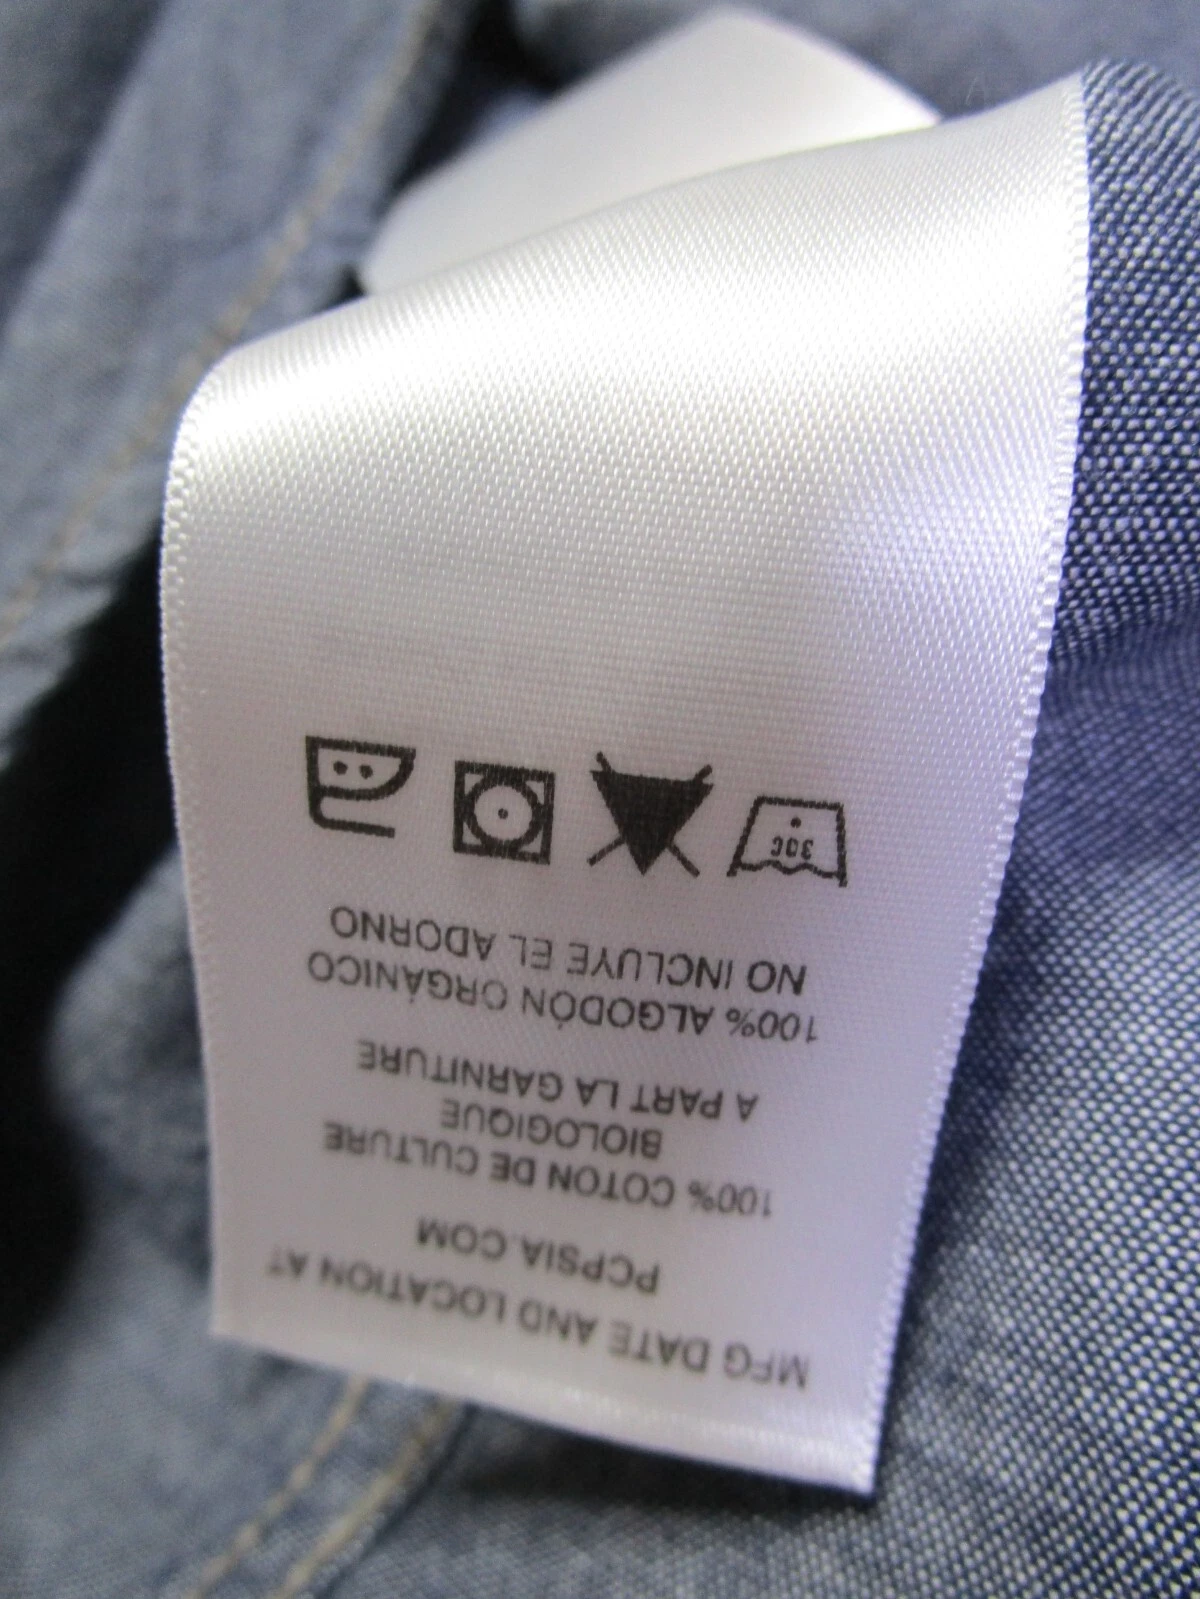 MFG DATE AND LOCATION AT
PCPSIA.COM
100% COTON DE CULTURE
BIOLOGIQUE
A PART LA GARNITURE
100% ALGODÓN ORGÁNICO
NO INCLUYE EL ADORNO
30C